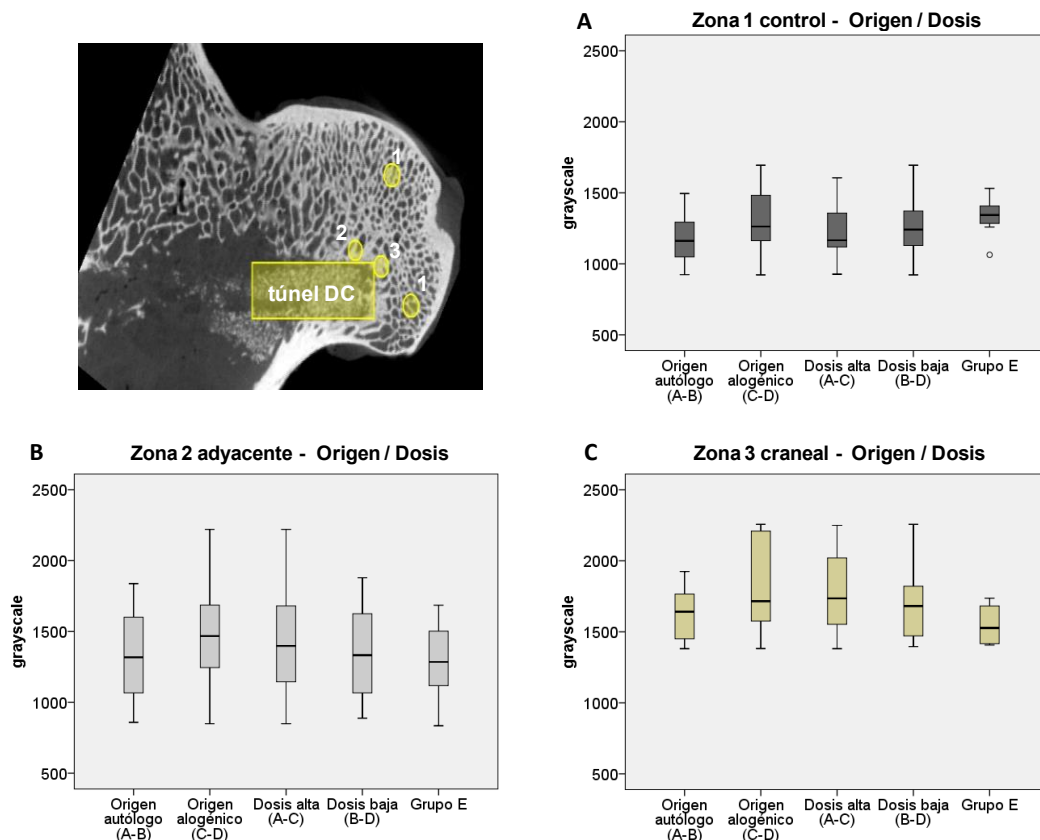 A
Zona 1 control - Origen / Dosis
2500
2000
1500
1000
500
grayscale
Origen autólogo (A-B)
Origen alogénico (C-D)
Dosis alta (A-C)
Dosis baja (B-D)
Grupo E
1
2
3
1
túnel DC
B
Zona 2 adyacente - Origen / Dosis
2500
2000
1500
1000
500
grayscale
Origen autólogo (A-B)
Origen alogénico (C-D)
Dosis alta (A-C)
Dosis baja (B-D)
Grupo E
C
Zona 3 craneal - Origen / Dosis
2500
2000
1500
1000
500
grayscale
Origen autólogo (A-B)
Origen alogénico (C-D)
Dosis alta (A-C)
Dosis baja (B-D)
Grupo E